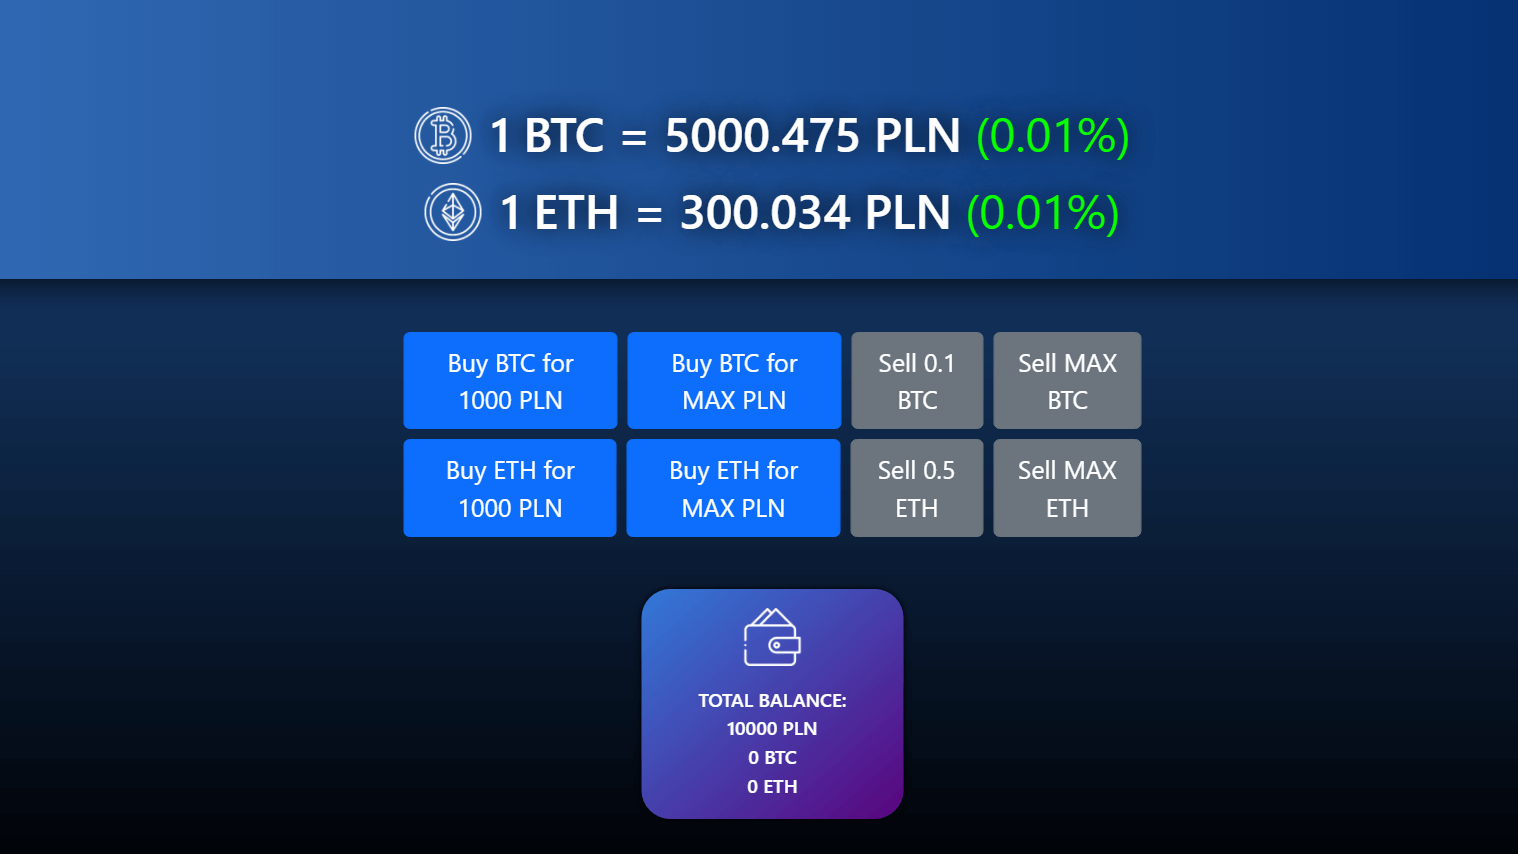 1 BTC = 5000.475 PLN (0.01%)
1 ETH = 300.034 PLN (0.01%)
Buy BTC for
1000 PLN
Buy BTC for
MAX PLN
Sell 0.1
BTC
Sell MAX
BTC
Buy ETH for
1000 PLN
Buy ETH for
MAX PLN
Sell 0.5
ETH
Sell MAX
ETH
TOTAL BALANCE:
10000 PLN
0 BTC
0 ETH